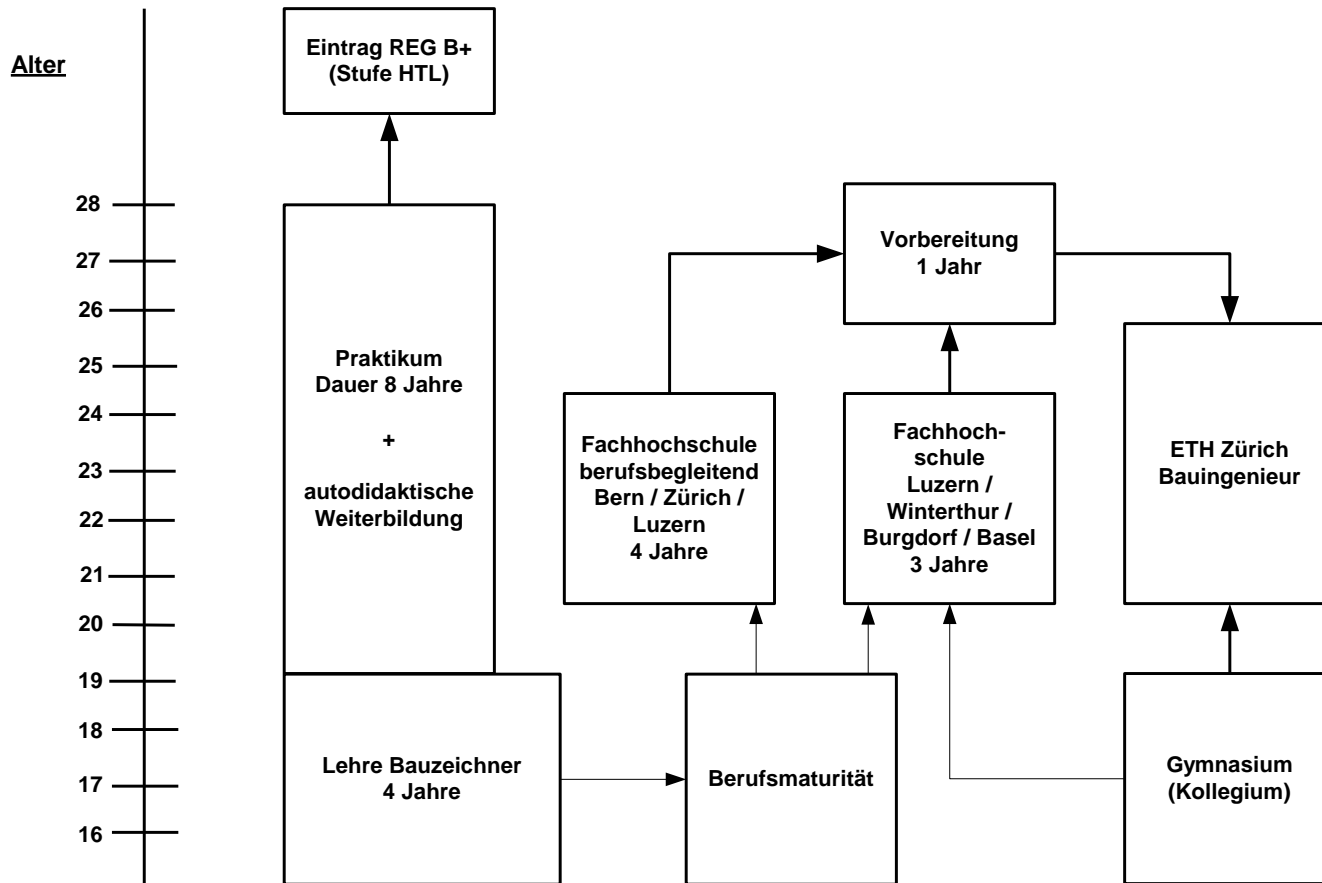 Alter
28
27
26
25
24
23
22
21
20
19
18
17
16
Eintrag REG B+
(Stufe HTL)
Praktikum
Dauer 8 Jahre
+
autodidaktische
Weiterbildung
Lehre Bauzeichner
4 Jahre
Fachhochschule
berufsbegleitend
Bern / Zürich /
Luzern
4 Jahre
Berufsmaturität
Vorbereitung
1 Jahr
Fachhoch-
schule
Luzern /
Winterthur /
Burgdorf / Basel
3 Jahre
ETH Zürich
Bauingenieur
Gymnasium
(Kollegium)